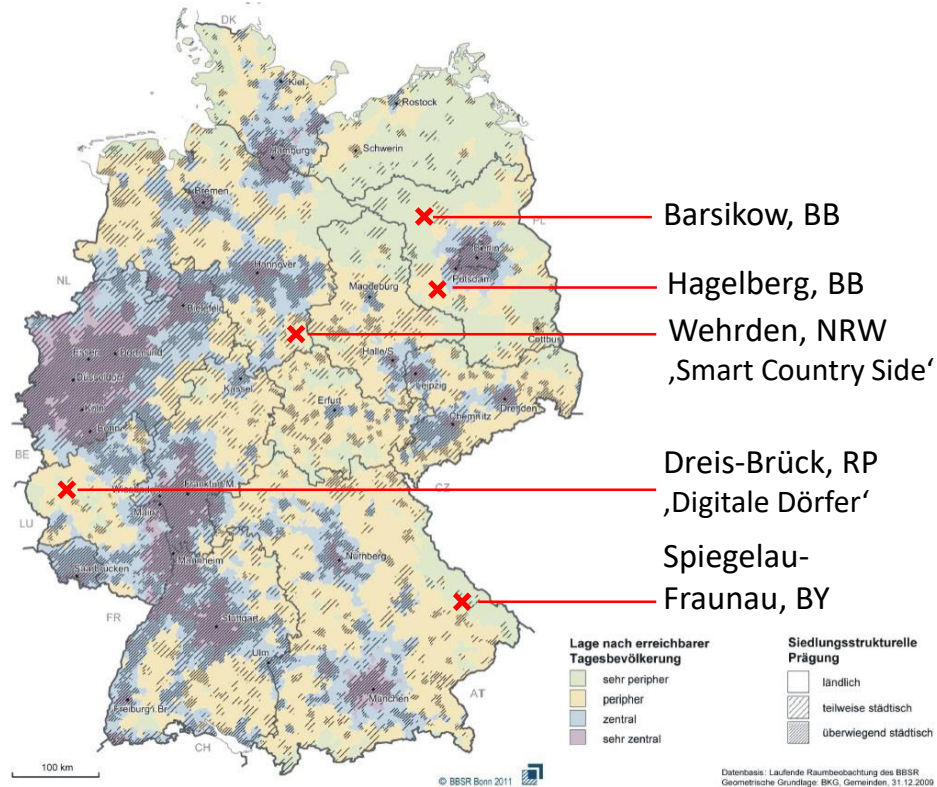 DK
Kiel
Rostock
Hamburg
Schwerin
Bremen
Barsikow, BB
PL
Berlin
Hannover
Potsdam
NL
Magdeburg
Hagelberg, BB
Bielefeld
Wehrden, NRW
Cottbus
Essen
Dortmund
Halle/S
‚Smart Country Side‘
Düsseldorf
Kassel
Leipzig
Köln
Erfurt
Dresden
Chemnitz
Bonn
BE
Dreis-Brück, RP
Frankfurt/M
CZ
Wiesbaden
‚Digitale Dörfer‘
Mainz
LU
Nürnberg
Spiegelau-
Mannheim
Saarbrücken
Fraunau, BY
FR
Stuttgart
Ulm
Lage nach erreichbarer
Tagesbevölkerung
sehr peripher
peripher
zentral
sehr zentral
Siedlungsstrukturelle
Prägung
ländlich
teilweise städtisch
überwiegend städtisch
München
AT
Freiburg i.Br.
CH
100 km
© BBSR Bonn 2011
Datenbasis: Laufende Raumbeobachtung des BBSR
Geometrische Grundlage: BKG, Gemeinden, 31.12.2009